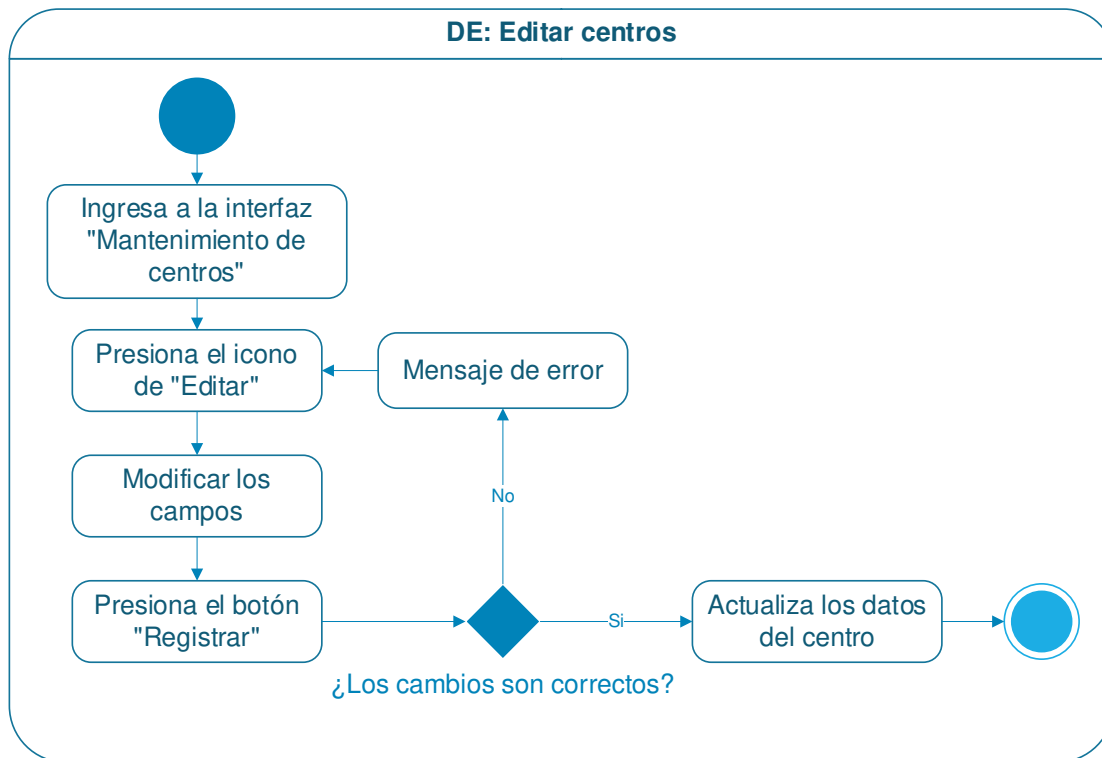 DE: Editar centros
Ingresa a la interfaz
"Mantenimiento de
centros"
Presiona el icono
de "Editar"
Mensaje de error
Modificar los
campos
No
Presiona el botón
"Registrar"
Si
Actualiza los datos
del centro
¿Los cambios son correctos?